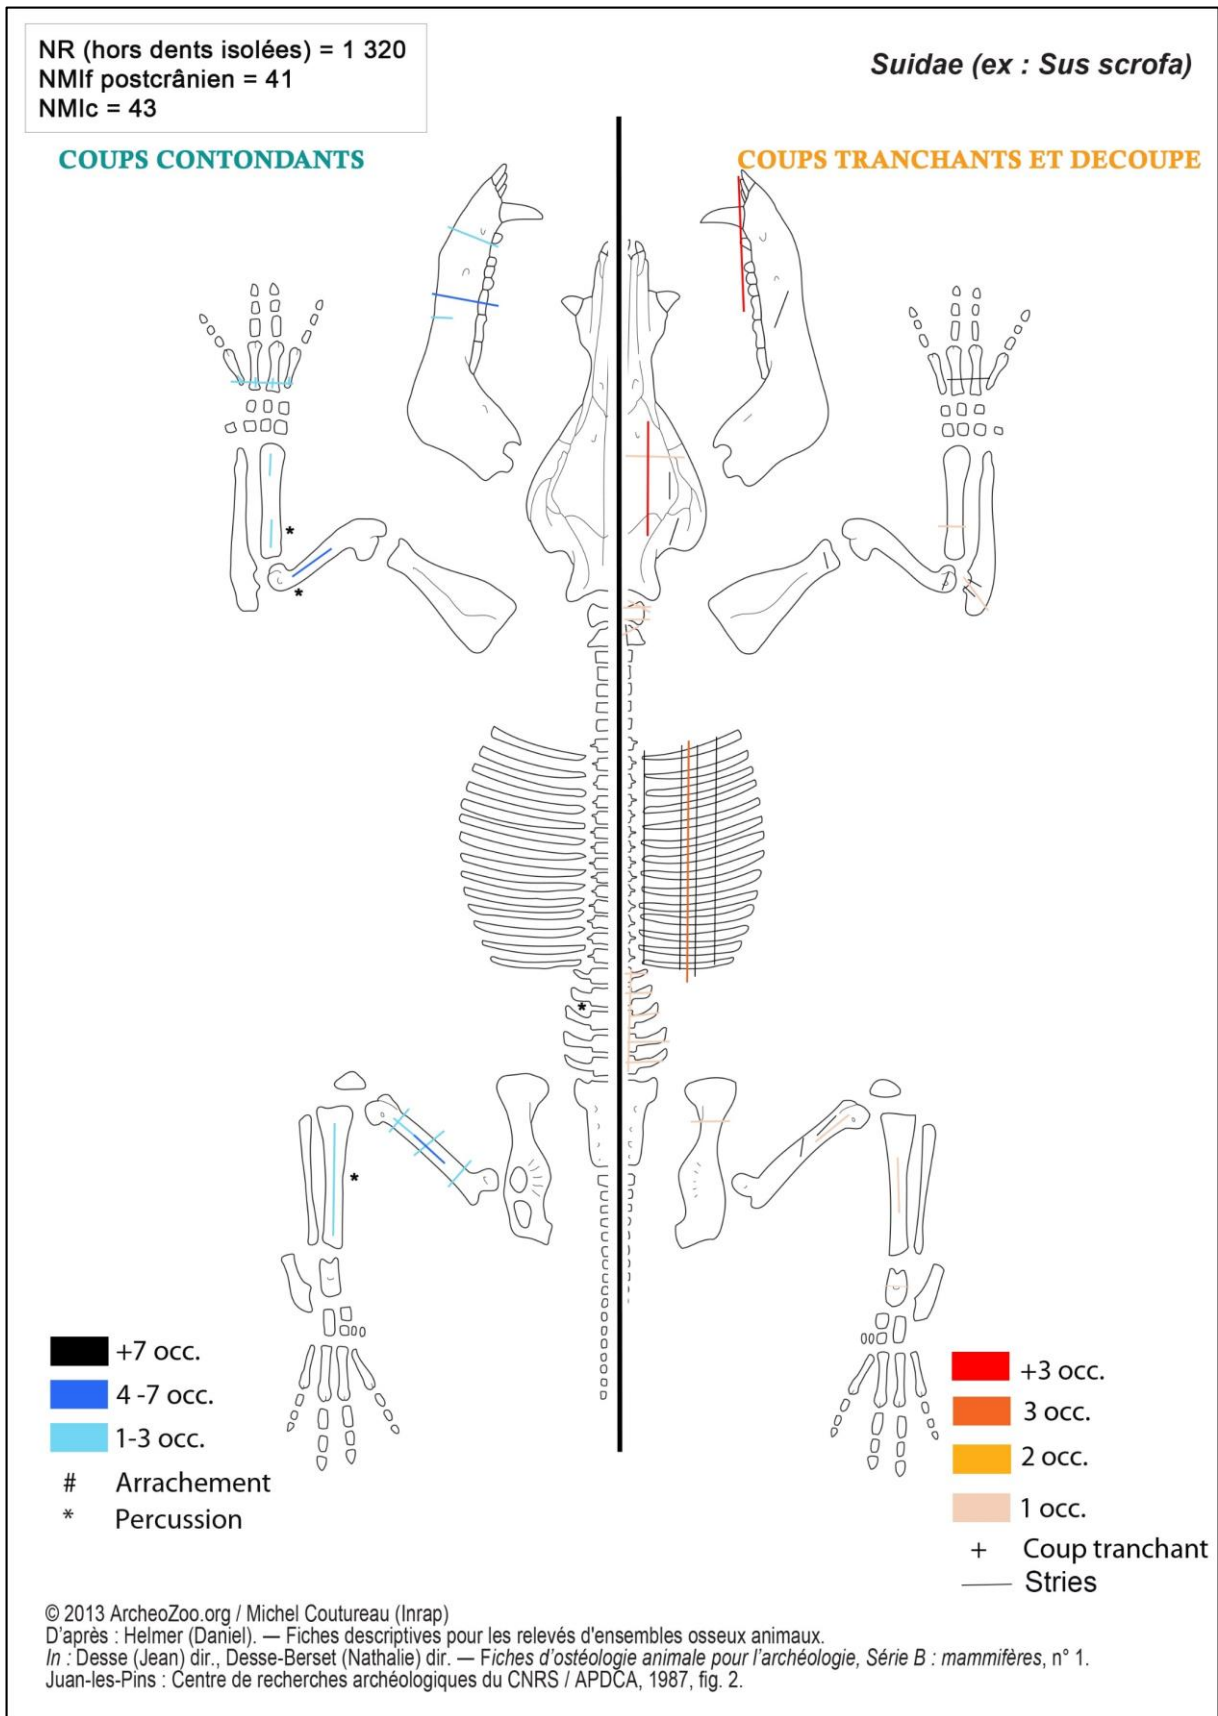 NR (hors dents isolées) = 1 320
NMIf postcrânien = 41
NMIc = 43
Suidae (ex : Sus scrofa)
COUPS CONTONDANTS
COUPS TRANCHANTS ET DECOUPE
*
*
*
*
+7 occ.
4 -7 occ.
1-3 occ.
# Arrachement
* Percussion
+3 occ.
3 occ.
2 occ.
1 occ.
+ Coup tranchant
Stries
© 2013 ArcheoZoo.org / Michel Coutureau (Inrap)
D'après : Helmer (Daniel). — Fiches descriptives pour les relevés d'ensembles osseux animaux.
In : Desse (Jean) dir., Desse-Berset (Nathalie) dir. — Fiches d'ostéologie animale pour l'archéologie, Série B : mammifères, n° 1.
Juan-les-Pins : Centre de recherches archéologiques du CNRS / APDCA, 1987, fig. 2.